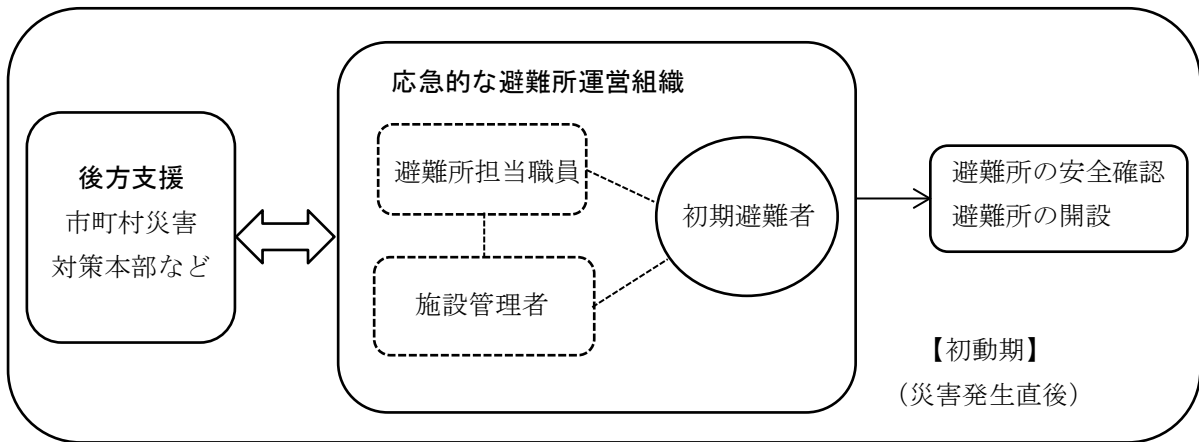 後方支援
市町村災害
対策本部など
応急的な避難所運営組織
避難所担当職員
施設管理者
初期避難者
避難所の安全確認
避難所の開設
【初動期】
（災害発生直後）